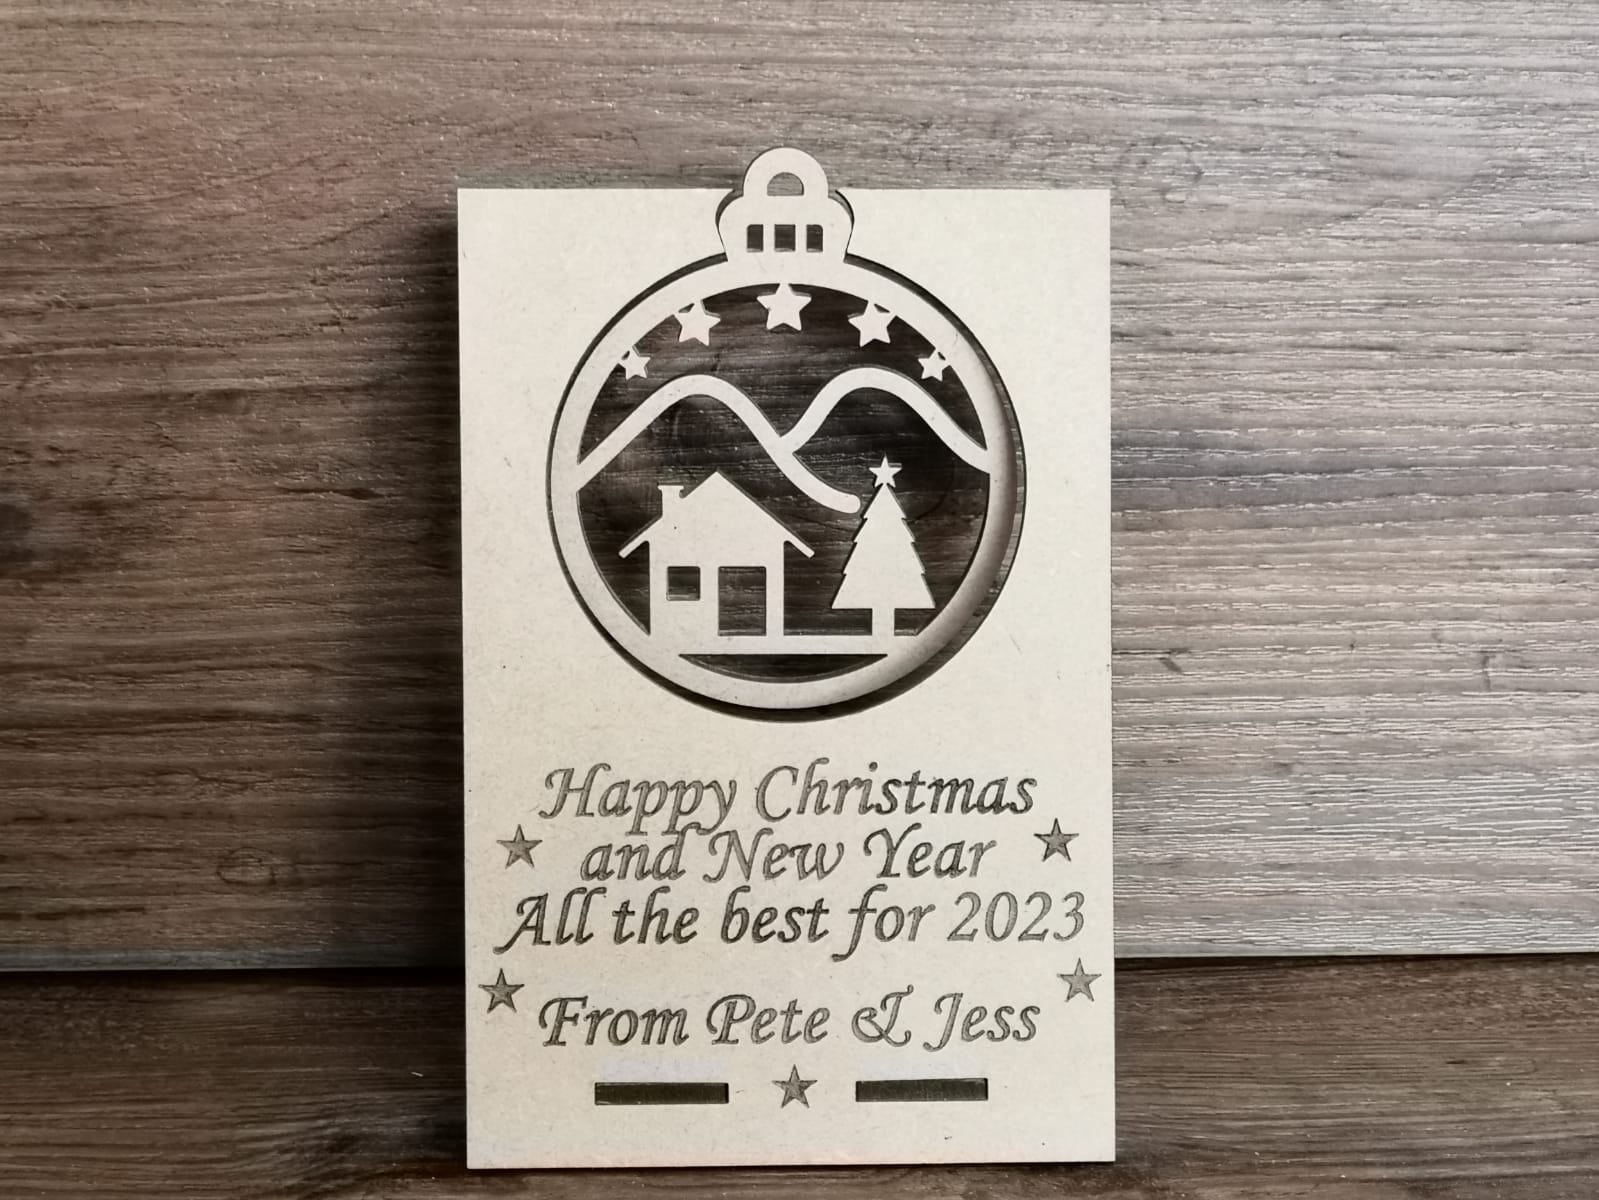 Happy Christmas
and New Year
All the best for 2023
From Pete & Jess